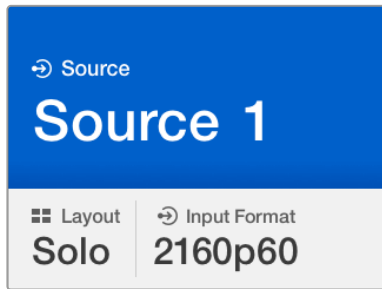 Source
Source 1
Layout
Input Format
Solo
2160p60